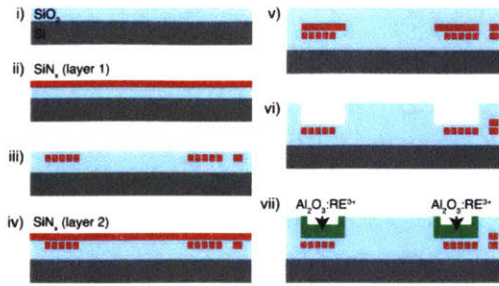 i) SiO₂
Si
ii) SiNₓ (layer 1)
iii)
iv) SiNₓ (layer 2)
v)
vi)
Al₂O₃:RE³⁺ Al₂O₃:RE³⁺
vii)